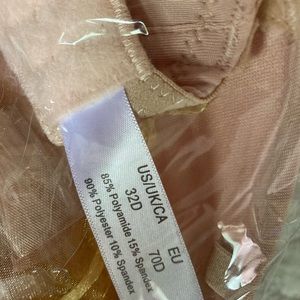 US/UK/CA EU
32D 70D
85% Polyamide 15% Spandex
90% Polyester 10% Spandex